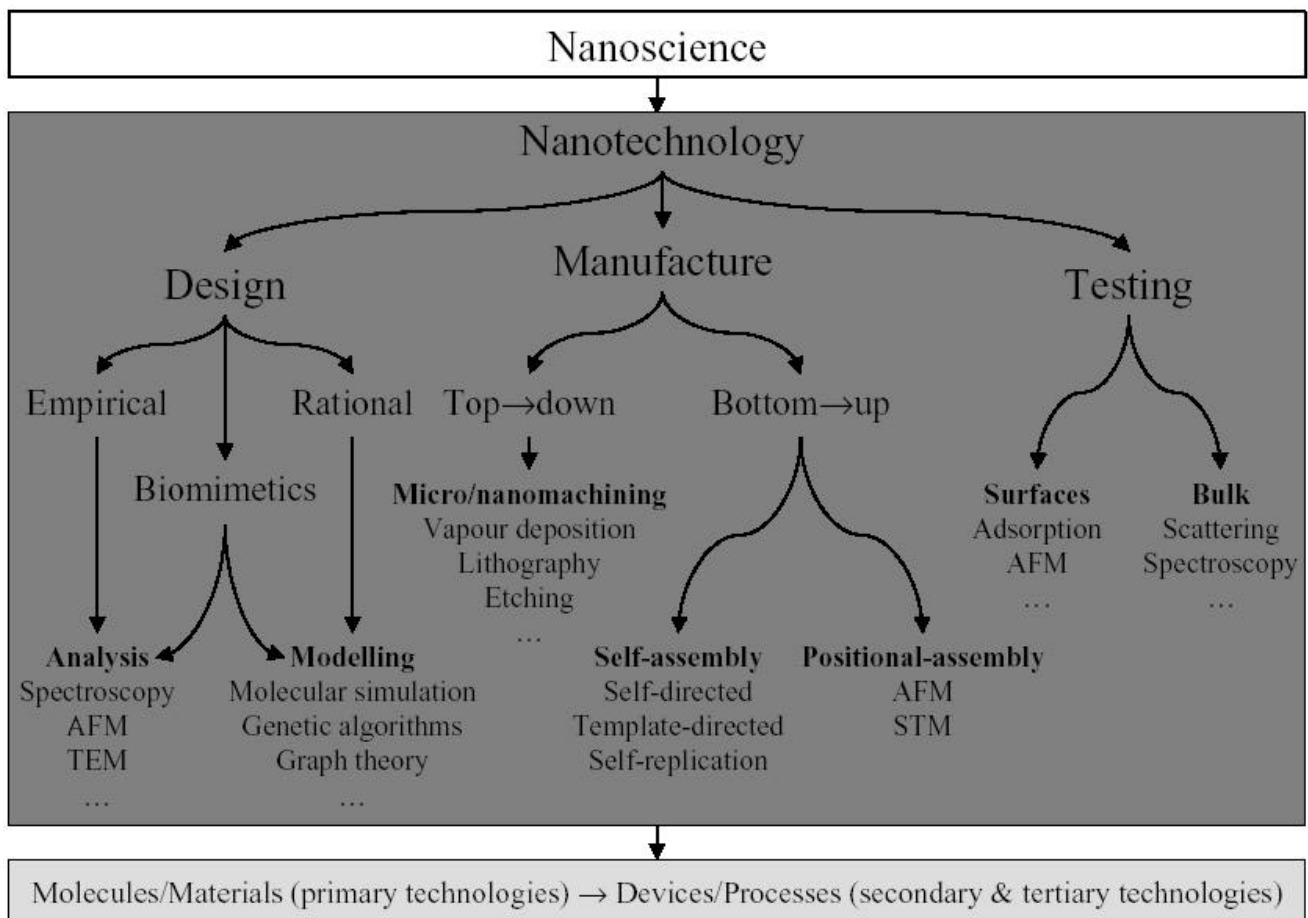 Nanoscience
Nanotechnology
Design
Manufacture
Testing
Empirical
Rational
Top→down
Bottom→up
Biomimetics
Micro/nanomachining
Vapour deposition
Lithography
Etching
…
Surfaces
Adsorption
AFM
…
Bulk
Scattering
Spectroscopy
…
Analysis
Spectroscopy
AFM
TEM
…
Modelling
Molecular simulation
Genetic algorithms
Graph theory
…
Self-assembly
Self-directed
Template-directed
Self-replication
Positional-assembly
AFM
STM
Molecules/Materials (primary technologies) → Devices/Processes (secondary & tertiary technologies)